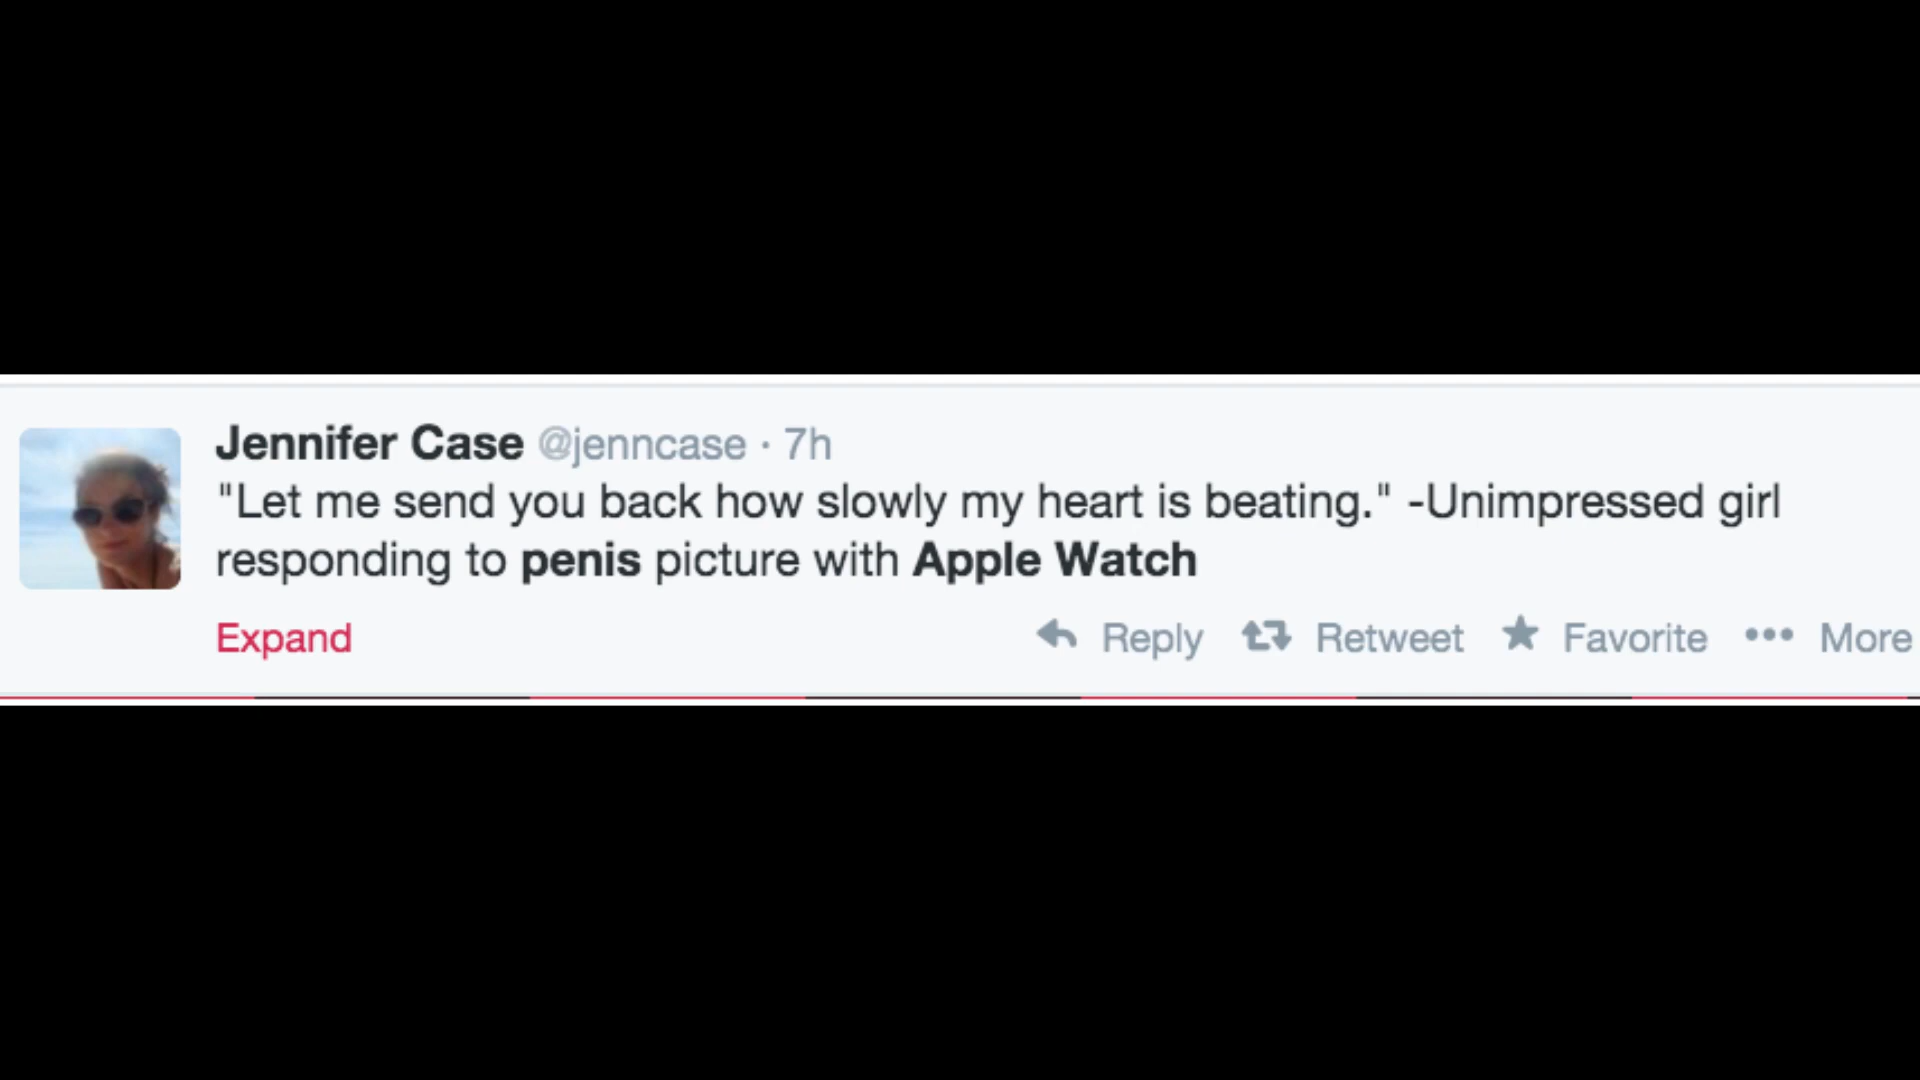 Jennifer Case @jenncase · 7h
"Let me send you back how slowly my heart is beating." -Unimpressed girl
responding to penis picture with Apple Watch
Expand Reply Retweet Favorite More